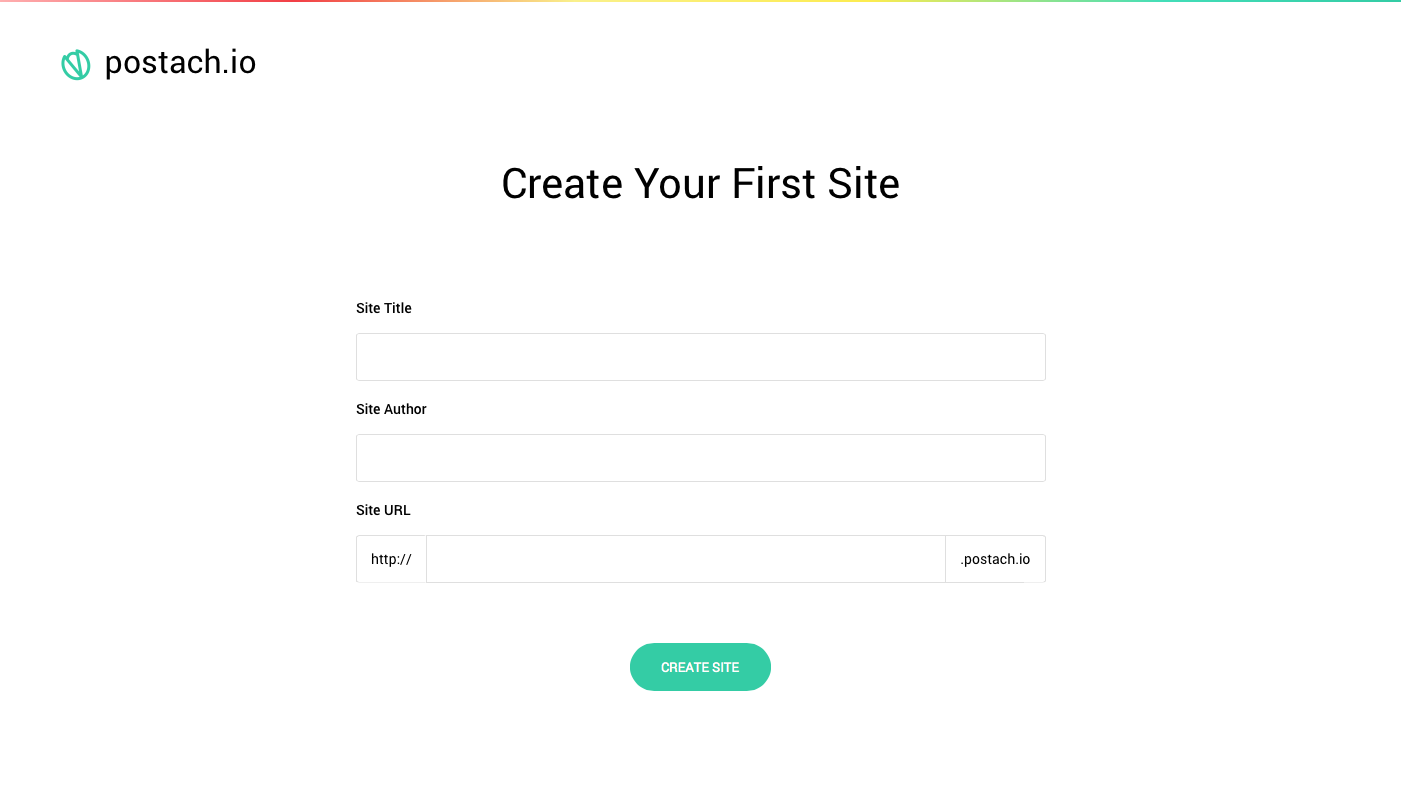 postach.io
Create Your First Site
Site Title
Site Author
Site URL
http:// .postach.io
CREATE SITE